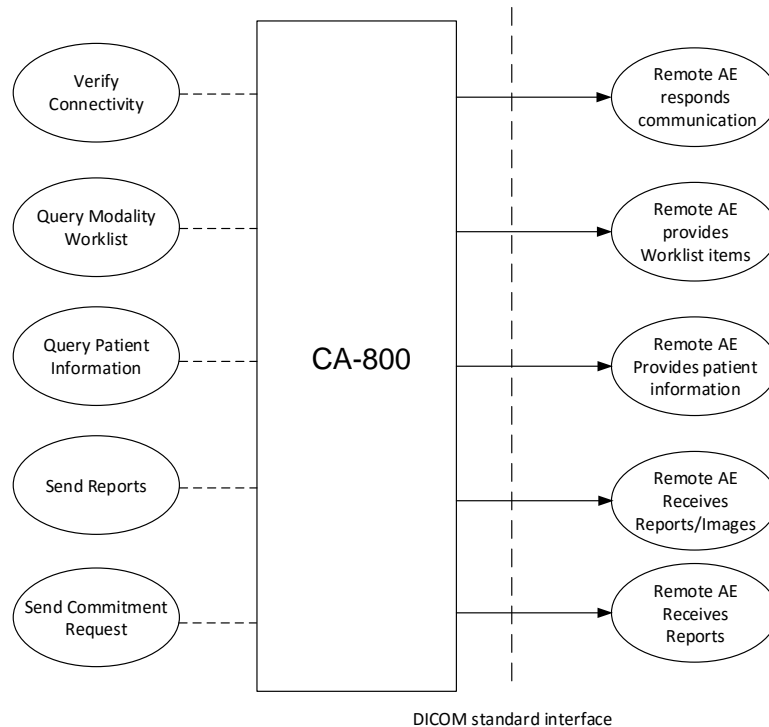 Verify
Connectivity
Query Modality
Worklist
Query Patient
Information
Send Reports
Send Commitment
Request
CA-800
Remote AE
responds
communication
Remote AE
provides
Worklist items
Remote AE
Provides patient
information
Remote AE
Receives
Reports/Images
Remote AE
Receives
Reports
DICOM standard interface